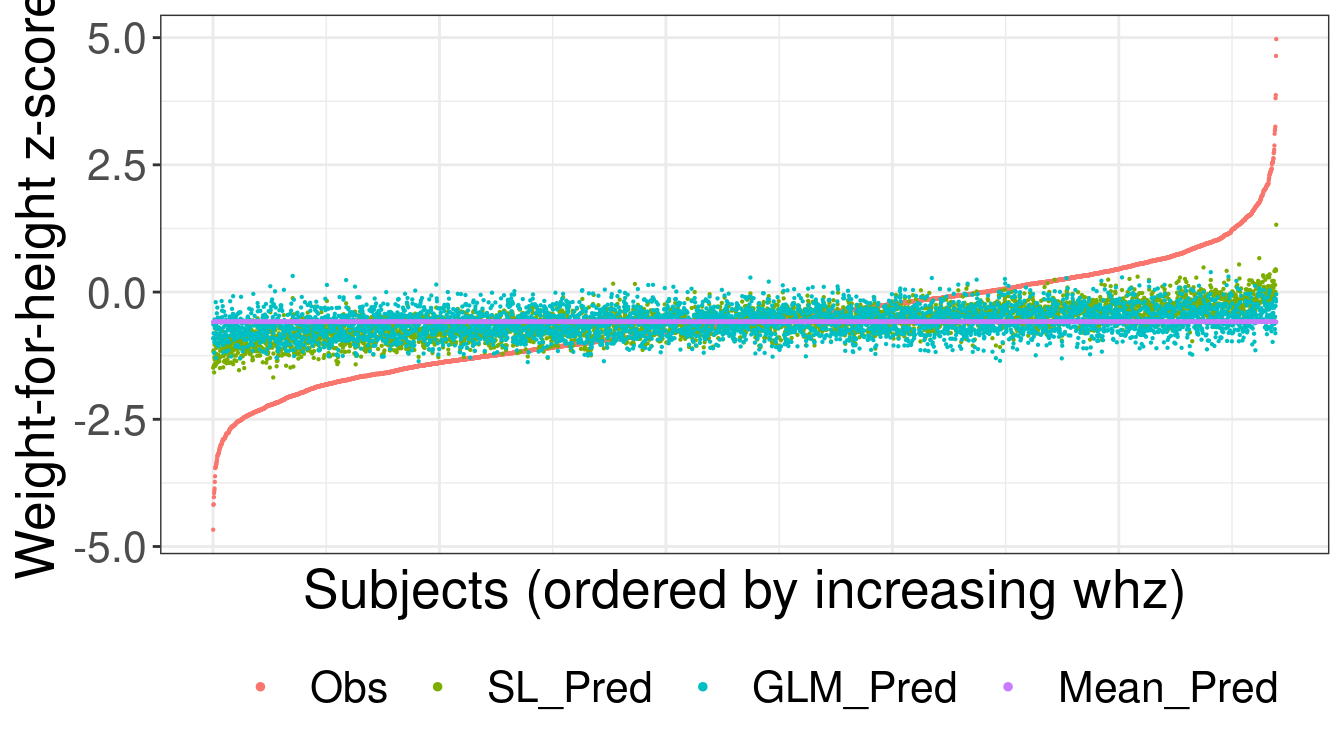 Weight-for-height z-score
5.0
2.5
0.0
-2.5
-5.0
Subjects (ordered by increasing whz)
Obs SL_Pred GLM_Pred Mean_Pred